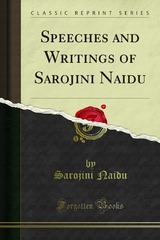 CLASSIC REPRINT SERIES
SPEECHES AND
WRITINGS OF
SAROJINI NAIDU
by
Sarojini Naidu
Forgotten Books